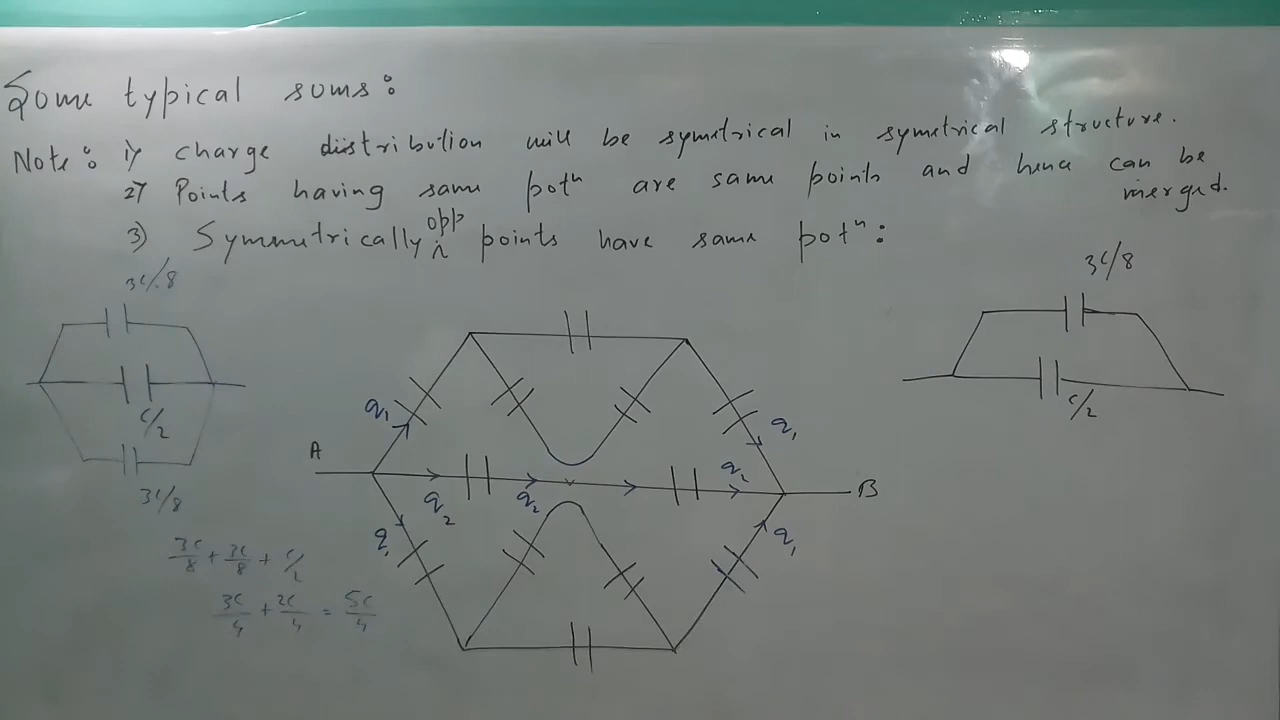 Some typical sums:
Note: 1) charge distribution will be symetrical in symetrical structure.
2) Points having same potⁿ are same points and hence can be merged.
3) Symmetrically opp points have same potⁿ:
3C/8
C/2
3C/8
3C/8 + 3C/8 + C/2
3C/4 + 2C/4 = 5C/4
A
q₁
q₂
q₂
q₁
q₁
q₂
q₁
B
3C/8
C/2